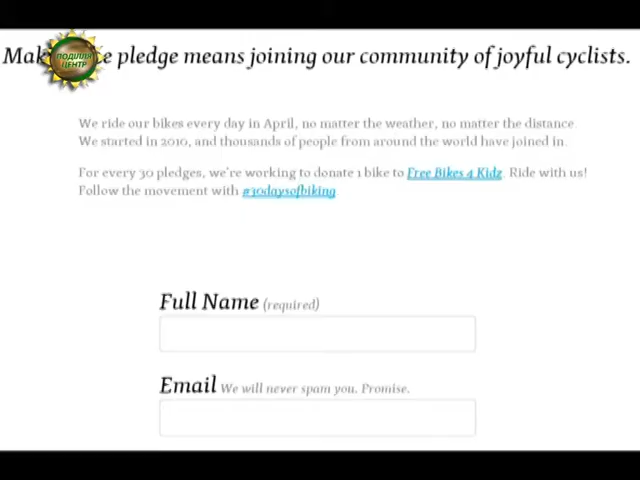 ПОДІЛЛЯ
ЦЕНТР
pledge means joining our community of joyful cyclists.
We ride our bikes every day in April, no matter the weather, no matter the distance.
We started in 2010, and thousands of people from around the world have joined in.
For every 30 pledges, we're working to donate 1 bike to Free Bikes 4 Kidz. Ride with us!
Follow the movement with #30daysofbiking
Full Name (required)
Email We will never spam you. Promise.